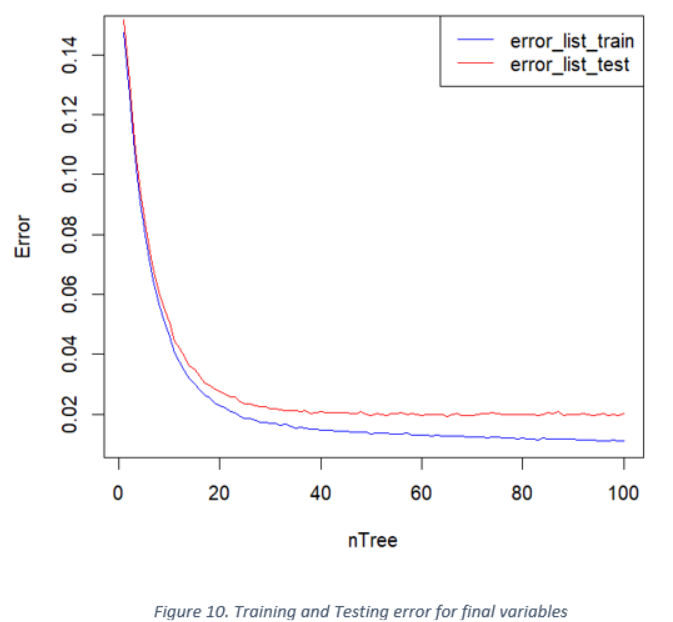 error_list_train
error_list_test
0.14
0.12
0.10
0.08
0.06
0.04
0.02
Error
0 20 40 60 80 100
nTree
Figure 10. Training and Testing error for final variables